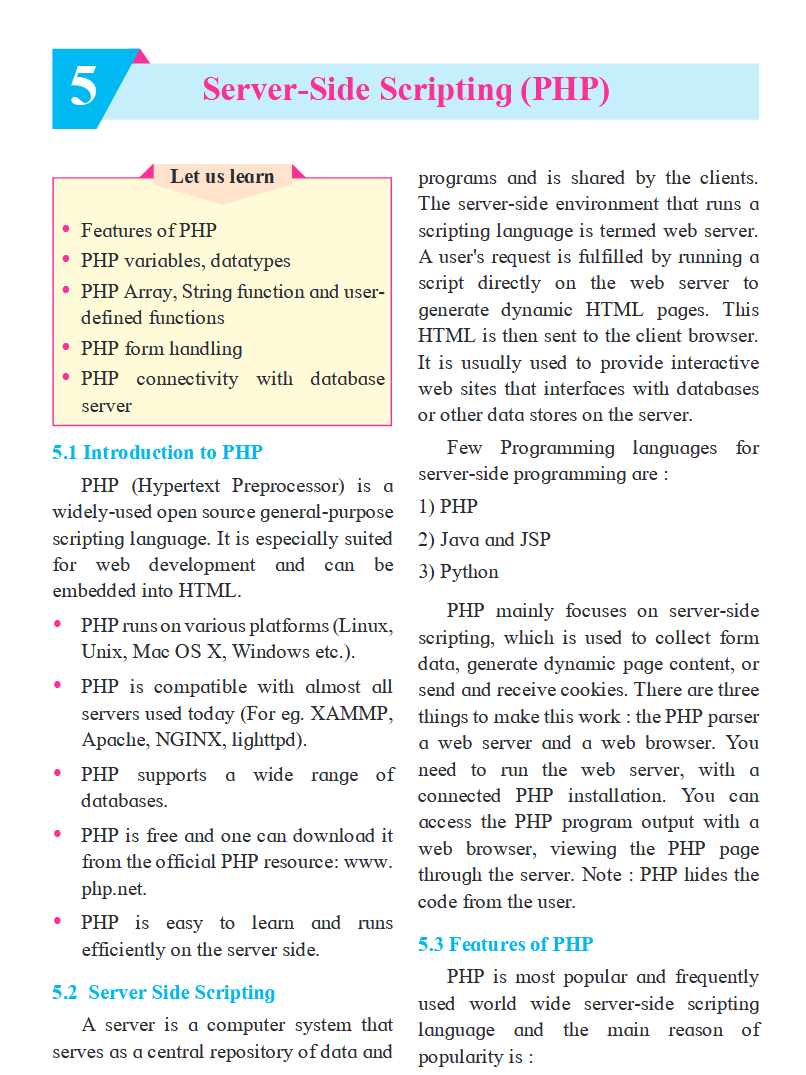 5
Server-Side Scripting (PHP)
Let us learn
• Features of PHP
• PHP variables, datatypes
• PHP Array, String function and user-
defined functions
• PHP form handling
• PHP connectivity with database
server
5.1 Introduction to PHP
PHP (Hypertext Preprocessor) is a
widely-used open source general-purpose
scripting language. It is especially suited
for web development and can be
embedded into HTML.
• PHP runs on various platforms (Linux,
Unix, Mac OS X, Windows etc.).
• PHP is compatible with almost all
servers used today (For eg. XAMMP,
Apache, NGINX, lighttpd).
• PHP supports a wide range of
databases.
• PHP is free and one can download it
from the official PHP resource: www.
php.net.
• PHP is easy to learn and runs
efficiently on the server side.
5.2 Server Side Scripting
A server is a computer system that
serves as a central repository of data and
programs and is shared by the clients.
The server-side environment that runs a
scripting language is termed web server.
A user's request is fulfilled by running a
script directly on the web server to
generate dynamic HTML pages. This
HTML is then sent to the client browser.
It is usually used to provide interactive
web sites that interfaces with databases
or other data stores on the server.
Few Programming languages for
server-side programming are :
1) PHP
2) Java and JSP
3) Python
PHP mainly focuses on server-side
scripting, which is used to collect form
data, generate dynamic page content, or
send and receive cookies. There are three
things to make this work : the PHP parser
a web server and a web browser. You
need to run the web server, with a
connected PHP installation. You can
access the PHP program output with a
web browser, viewing the PHP page
through the server. Note : PHP hides the
code from the user.
5.3 Features of PHP
PHP is most popular and frequently
used world wide server-side scripting
language and the main reason of
popularity is :